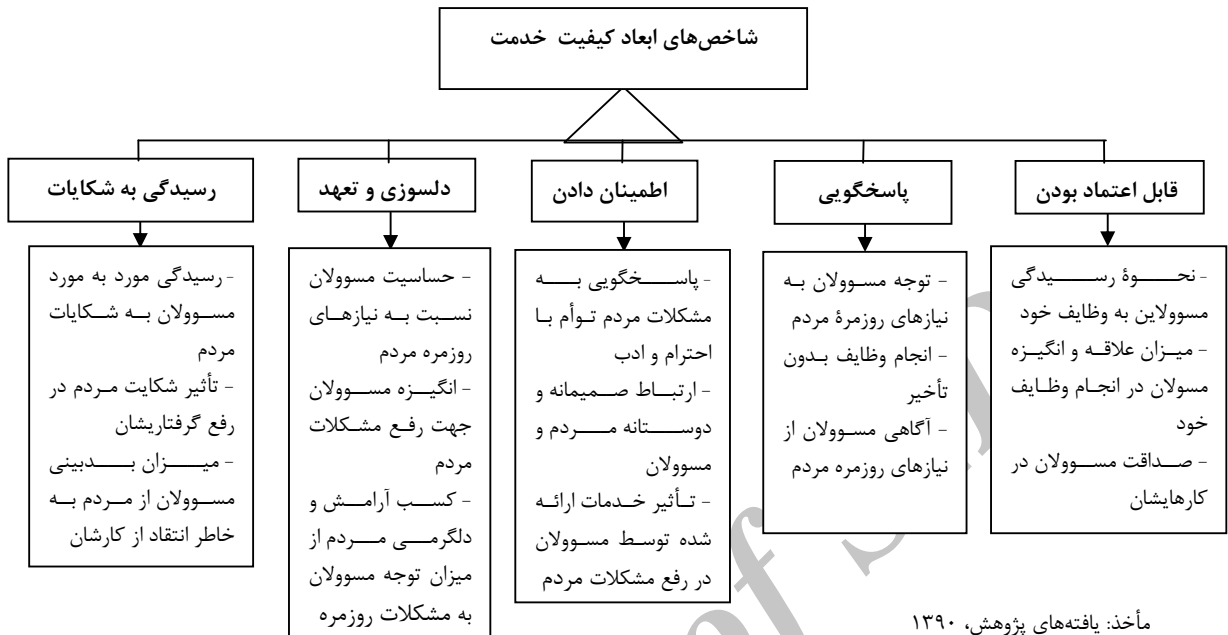 شاخص‌های ابعاد کیفیت خدمت
قابل اعتماد بودن
- نحوۀ رسیدگی
مسوولاین به وظایف خود
- میزان علاقه و انگیزه
مسولان در انجام وظایف
خود
- صداقت مسوولان در
کارهایشان
پاسخگویی
- توجه مسوولان به
نیازهای روزمرۀ مردم
- انجام وظایف بدون
تأخیر
- آگاهی مسوولان از
نیازهای روزمره مردم
اطمینان دادن
- پاسخگویی به
مشکلات مردم توأم با
احترام و ادب
- ارتباط صمیمانه و
دوستانه مردم و
مسوولان
- تأثیر خدمات ارائه
شده توسط مسوولان
در رفع مشکلات مردم
دلسوزی و تعهد
- حساسیت مسوولان
نسبت به نیازهای
روزمره مردم
- انگیزه مسوولان
جهت رفع مشکلات
مردم
- کسب آرامش و
دلگرمی مردم از
میزان توجه مسوولان
به مشکلات روزمره
رسیدگی به شکایات
- رسیدگی مورد به مورد
مسوولان به شکایات
مردم
- تأثیر شکایت مردم در
رفع گرفتاریشان
- میزان بدبینی
مسوولان از مردم به
خاطر انتقاد از کارشان
مأخذ: یافته‌های پژوهش، ۱۳۹۰